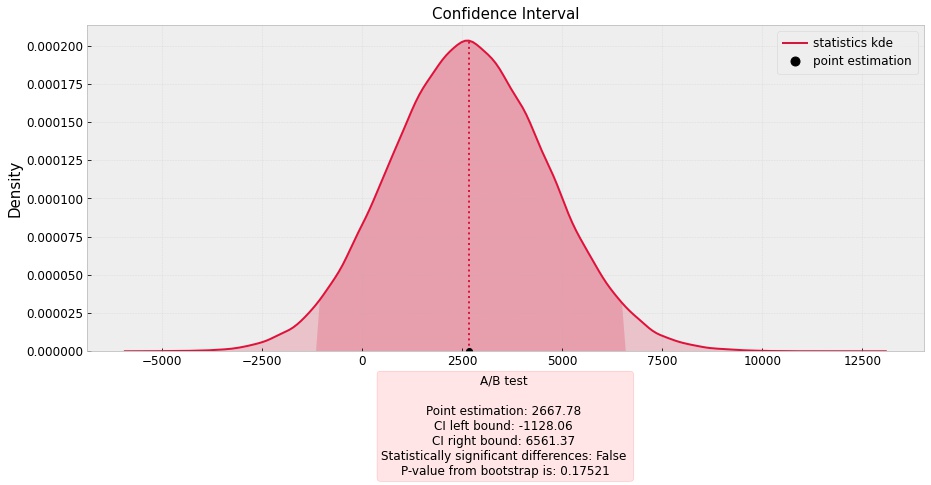 Confidence Interval
statistics kde
point estimation
Density
0.000200
0.000175
0.000150
0.000125
0.000100
0.000075
0.000050
0.000025
0.000000
−5000 −2500 0 2500 5000 7500 10000 12500
A/B test
Point estimation: 2667.78
CI left bound: -1128.06
CI right bound: 6561.37
Statistically significant differences: False
P-value from bootstrap is: 0.17521